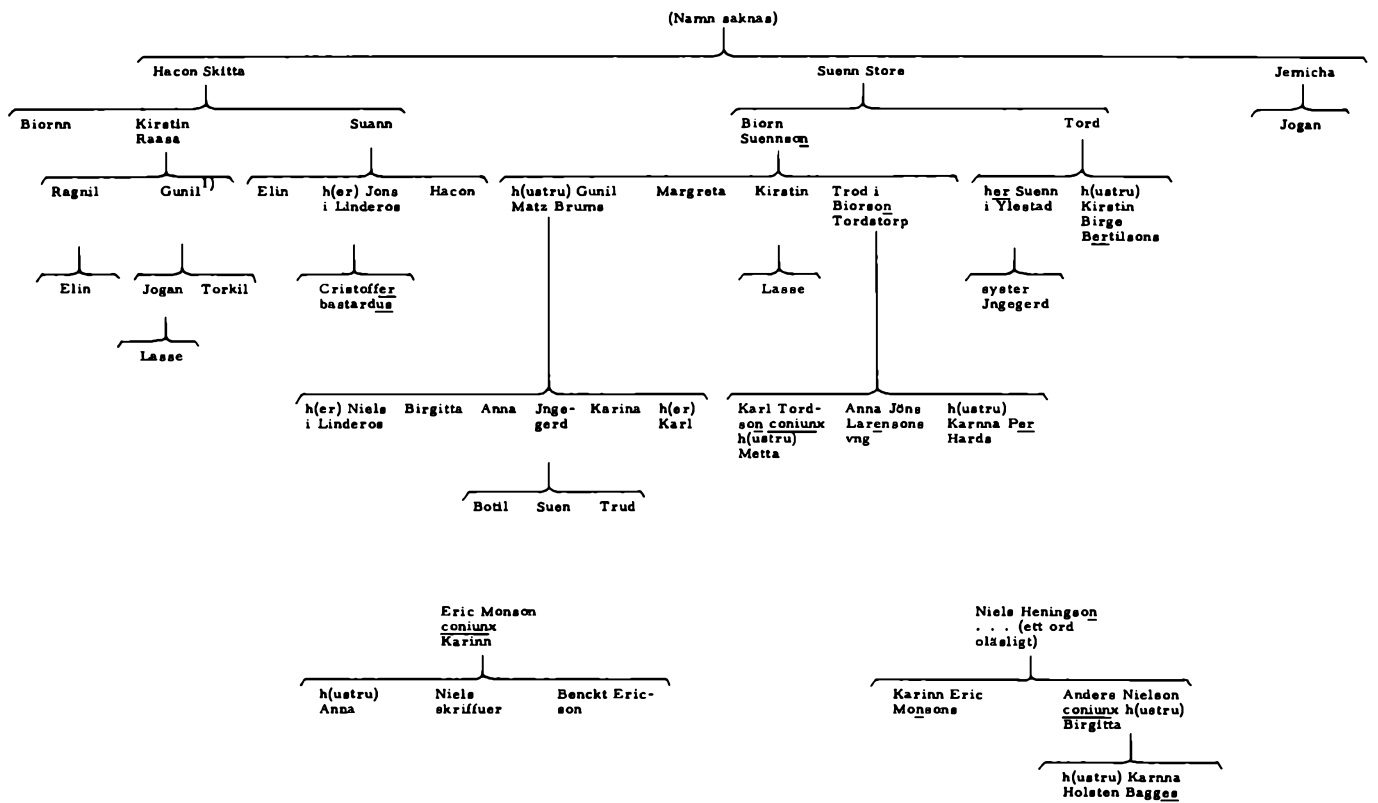 (Namn saknas)
Hacon Skitta
Suenn Store
Jemicha
Biornn
Kirstin
Raasa
Suann
Biorn
Suennson
Tord
Jogan
Ragnil
Gunil1)
Elin
h(er) Jons
i Linderos
Hacon
h(ustru) Gunil
Matz Brums
Margreta
Kirstin
Trod i
Biorson
Tordstorp
her Suenn
i Ylestad
h(ustru)
Kirstin
Birge
Bertilsons
Elin
Jogan
Torkil
Cristoffer
bastardus
Lasse
syster
Jngegerd
Lasse
h(er) Niels
i Linderos
Birgitta
Anna
Jnge-
gerd
Karina
h(er)
Karl
Karl Tord-
son coniunx
h(ustru)
Metta
Anna Jöns
Larensons
vng
h(ustru)
Karnna Per
Hards
Botil
Suen
Trud
Eric Monson
coniunx
Karinn
Niels Heningson
. . . (ett ord
oläsligt)
h(ustru)
Anna
Niels
skriffuer
Benckt Eric-
son
Karinn Eric
Monsons
Anders Nielson
coniunx h(ustru)
Birgitta
h(ustru) Karnna
Holsten Bagges